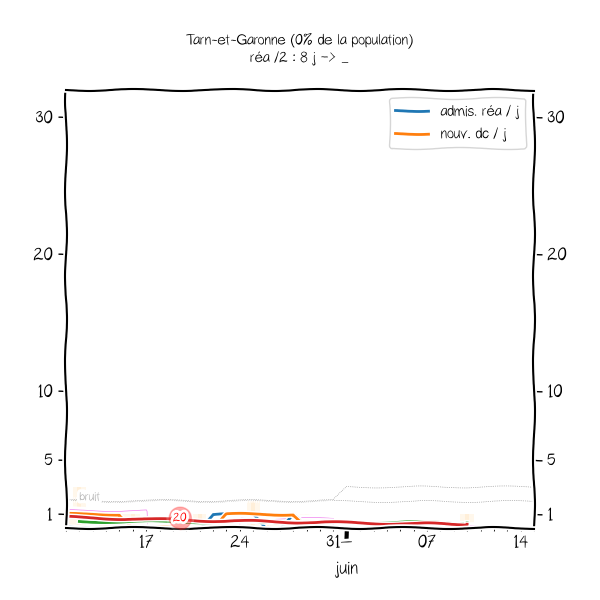 Tarn-et-Garonne (0% de la population)
réa /2 : 8 j -> _
admis. réa / j
nouv. dc / j
30
30
20
20
10
10
5
5
bruit
1
20
1
17
24
31
07
14
juin